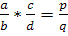 a/b * c/d = p/q